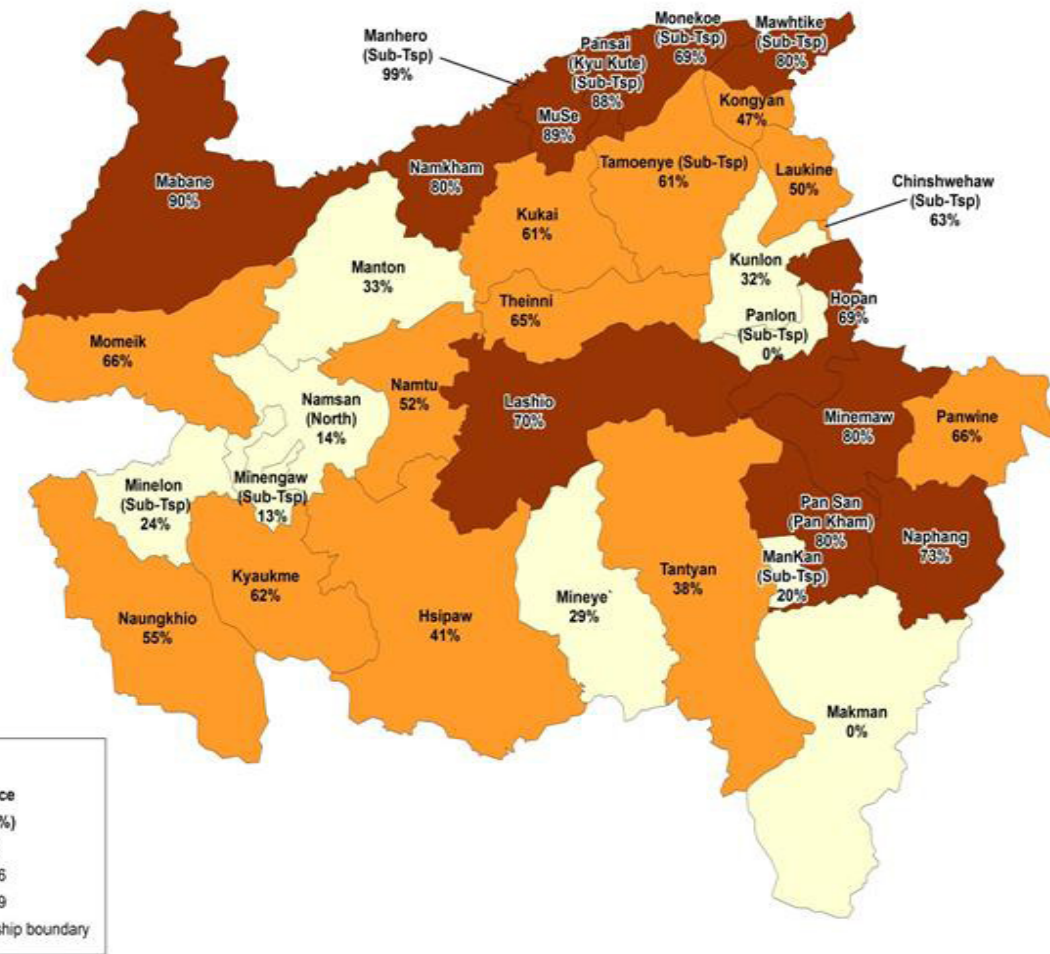 Manhero
(Sub-Tsp)
99%
Monekoe
(Sub-Tsp)
69%
Mawhtike
(Sub-Tsp)
80%
Pansai
(Kyu Kute)
(Sub-Tsp)
88%
MuSe
89%
Kongyan
47%
Mabane
90%
Namkham
80%
Tamoenye (Sub-Tsp)
61%
Laukine
50%
Chinshwehaw
(Sub-Tsp)
63%
Kukai
61%
Manton
33%
Kunlon
32%
Theinni
65%
Panlon
(Sub-Tsp)
0%
Hopan
69%
Momeik
66%
Namtu
52%
Namsan
(North)
14%
Lashio
70%
Minemaw
80%
Panwine
66%
Minelon
(Sub-Tsp)
24%
Minengaw
(Sub-Tsp)
13%
Pan San
(Pan Kham)
80%
Naphang
73%
ManKan
(Sub-Tsp)
20%
Tantyan
38%
Kyaukme
62%
Mineye`
29%
Naungkhio
55%
Hsipaw
41%
Makman
0%
ce
%)
6
9
ship boundary